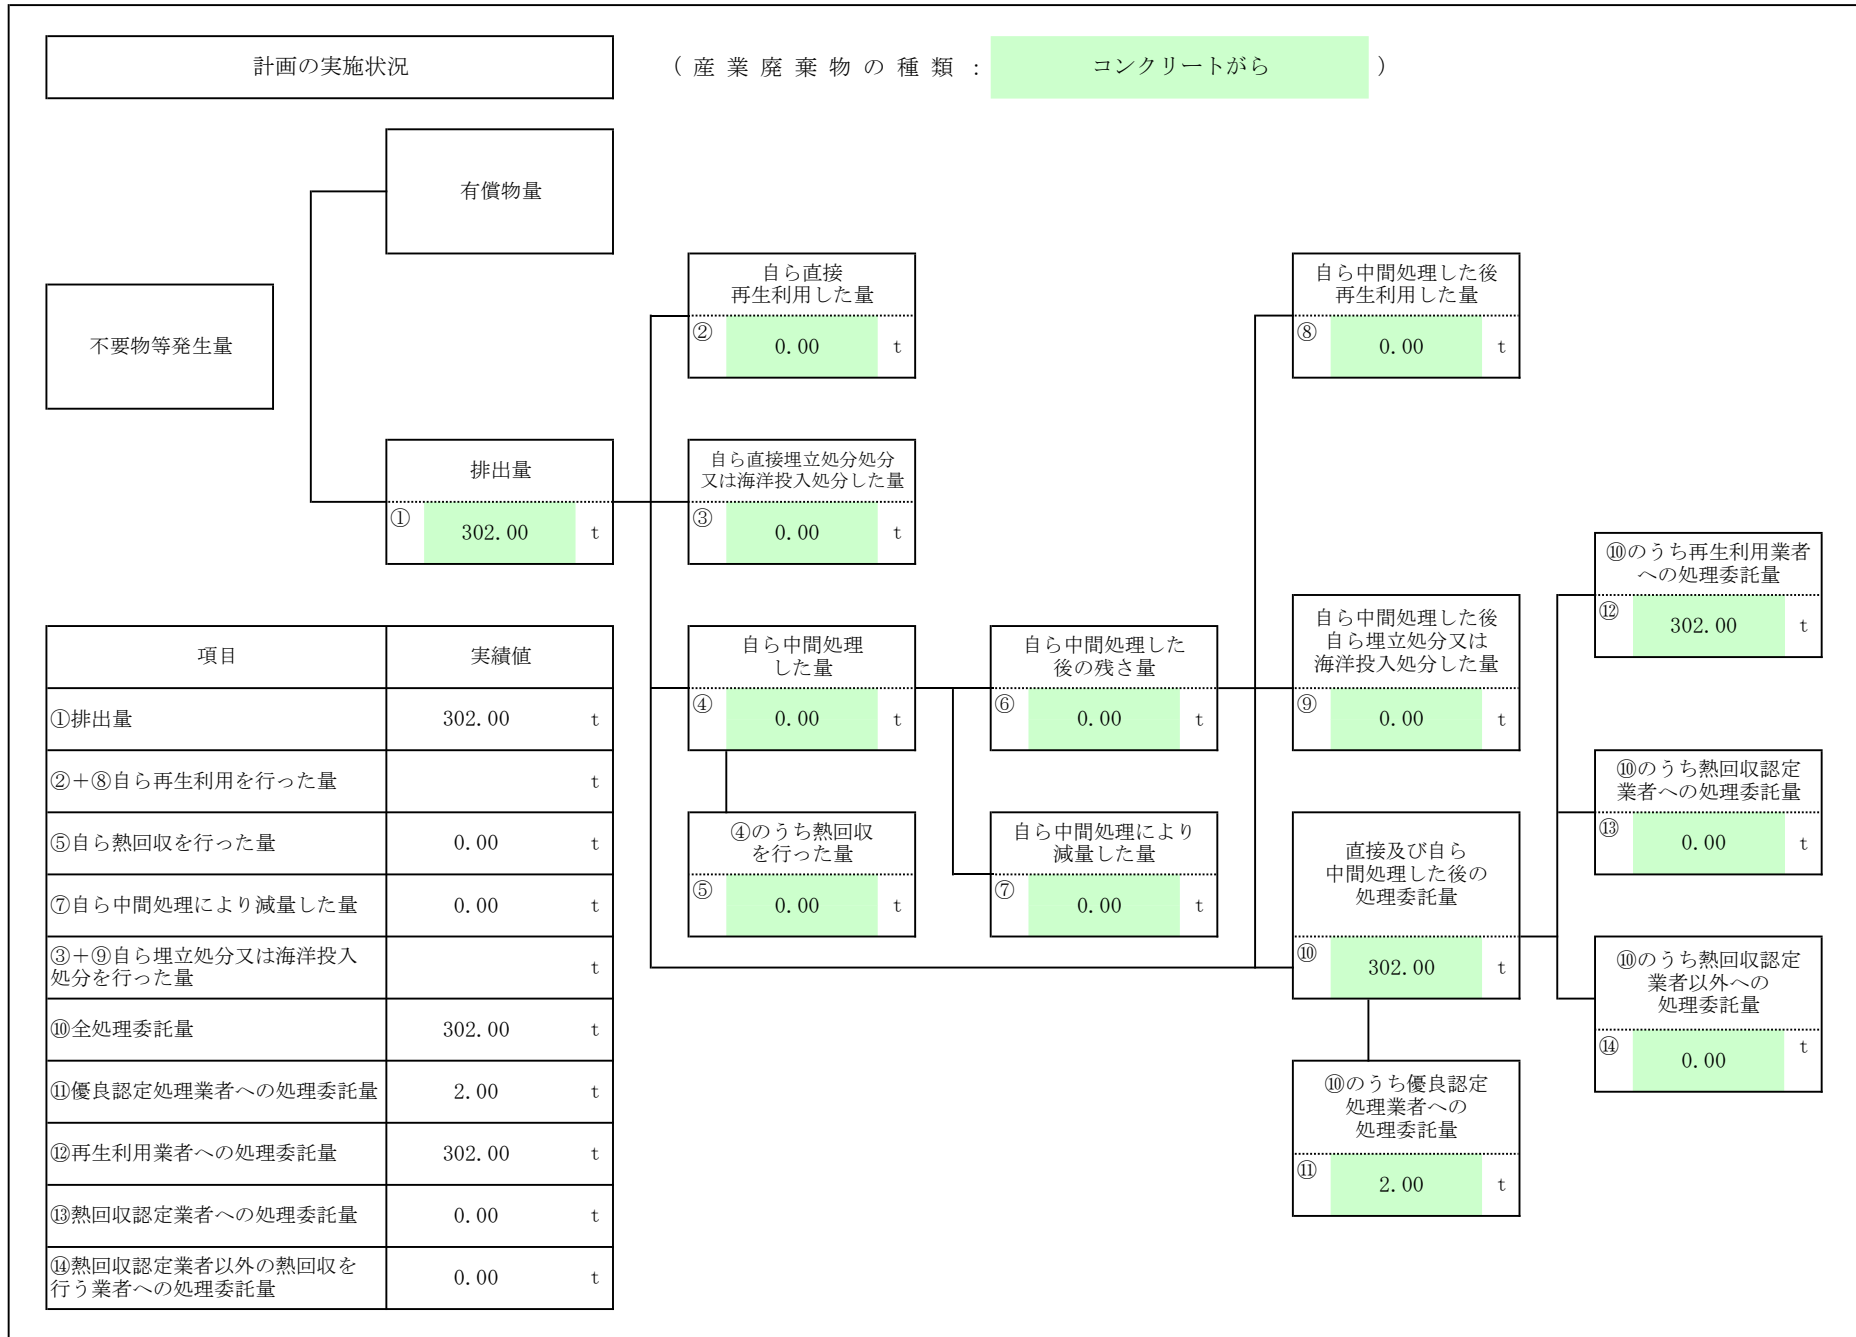 計画の実施状況
（産業廃棄物の種類： コンクリートがら ）
有償物量
不要物等発生量
排出量
① 302.00 t
自ら直接
再生利用した量
② 0.00 t
自ら直接埋立処分処分
又は海洋投入処分した量
③ 0.00 t
自ら中間処理
した量
④ 0.00 t
④のうち熱回収
を行った量
⑤ 0.00 t
自ら中間処理した
後の残さ量
⑥ 0.00 t
自ら中間処理により
減量した量
⑦ 0.00 t
自ら中間処理した後
再生利用した量
⑧ 0.00 t
自ら中間処理した後
自ら埋立処分又は
海洋投入処分した量
⑨ 0.00 t
直接及び自ら
中間処理した後の
処理委託量
⑩ 302.00 t
⑩のうち優良認定
処理業者への
処理委託量
⑪ 2.00 t
⑩のうち再生利用業者
への処理委託量
⑫ 302.00 t
⑩のうち熱回収認定
業者への処理委託量
⑬ 0.00 t
⑩のうち熱回収認定
業者以外への
処理委託量
⑭ 0.00 t
項目 実績値
①排出量 302.00 t
②＋⑧自ら再生利用を行った量 t
⑤自ら熱回収を行った量 0.00 t
⑦自ら中間処理により減量した量 0.00 t
③＋⑨自ら埋立処分又は海洋投入
処分を行った量 t
⑩全処理委託量 302.00 t
⑪優良認定処理業者への処理委託量 2.00 t
⑫再生利用業者への処理委託量 302.00 t
⑬熱回収認定業者への処理委託量 0.00 t
⑭熱回収認定業者以外の熱回収を
行う業者への処理委託量 0.00 t